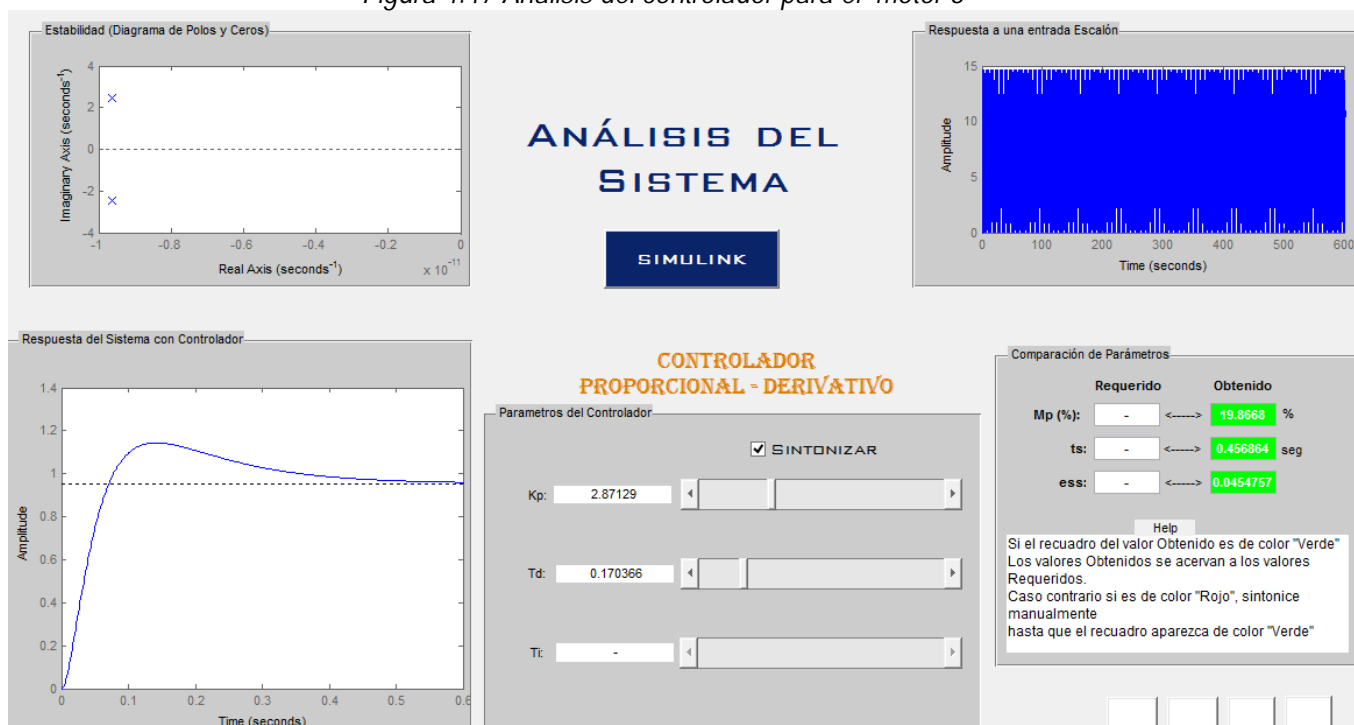 Figura 4.17 Análisis del controlador para el motor 3
Estabilidad (Diagrama de Polos y Ceros)
4
2
0
-2
-4
Imaginary Axis (seconds⁻¹)
-1 -0.8 -0.6 -0.4 -0.2 0
Real Axis (seconds⁻¹)
x 10⁻¹¹
ANÁLISIS DEL
SISTEMA
SIMULINK
Respuesta a una entrada Escalón
15
10
5
0
Amplitude
0 100 200 300 400 500 600
Time (seconds)
Respuesta del Sistema con Controlador
1.4
1.2
1
0.8
0.6
0.4
0.2
0
Amplitude
0 0.1 0.2 0.3 0.4 0.5 0.6
Time (seconds)
CONTROLADOR
PROPORCIONAL - DERIVATIVO
Parametros del Controlador
SINTONIZAR
Kp: 2.87129
Td: 0.170366
Ti: -
Comparación de Parámetros
Requerido Obtenido
Mp (%): - <-----> 19.8668 %
ts: - <-----> 0.456864 seg
ess: - <-----> 0.0454757
Help
Si el recuadro del valor Obtenido es de color "Verde"
Los valores Obtenidos se acervan a los valores
Requeridos.
Caso contrario si es de color "Rojo", sintonice
manualmente
hasta que el recuadro aparezca de color "Verde"